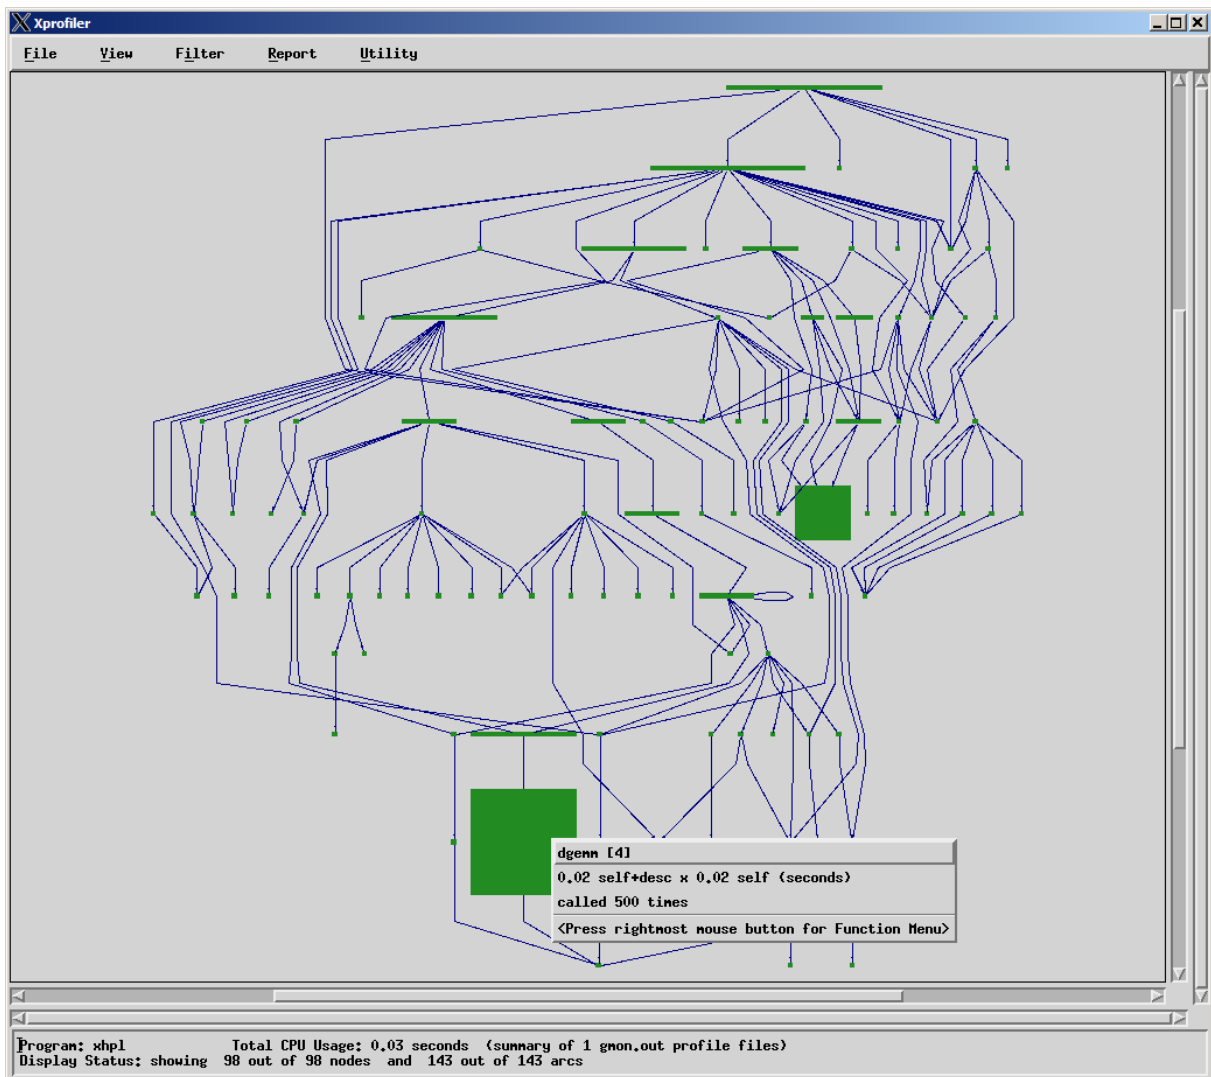 Xprofiler
File View Filter Report Utility
dgemm [4]
0.02 self+desc x 0.02 self (seconds)
called 500 times
<Press rightmost mouse button for Function Menu>
Program: xhpl Total CPU Usage: 0.03 seconds (summary of 1 gmon.out profile files)
Display Status: showing 98 out of 98 nodes and 143 out of 143 arcs